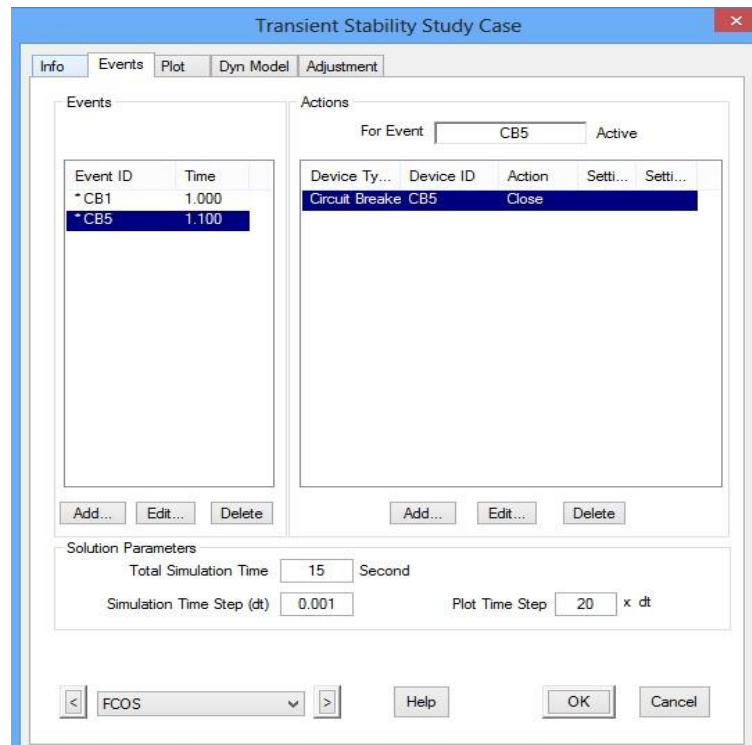 Transient Stability Study Case
×
Info Events Plot Dyn Model Adjustment
Events
Actions
For Event CB5 Active
Event ID Time
Device Ty... Device ID Action Setti... Setti...
*CB1 1.000
Circuit Breake CB5 Close
*CB5 1.100
Add... Edit... Delete
Add... Edit... Delete
Solution Parameters
Total Simulation Time 15 Second
Simulation Time Step (dt) 0.001 Plot Time Step 20 x dt
< FCOS > Help OK Cancel